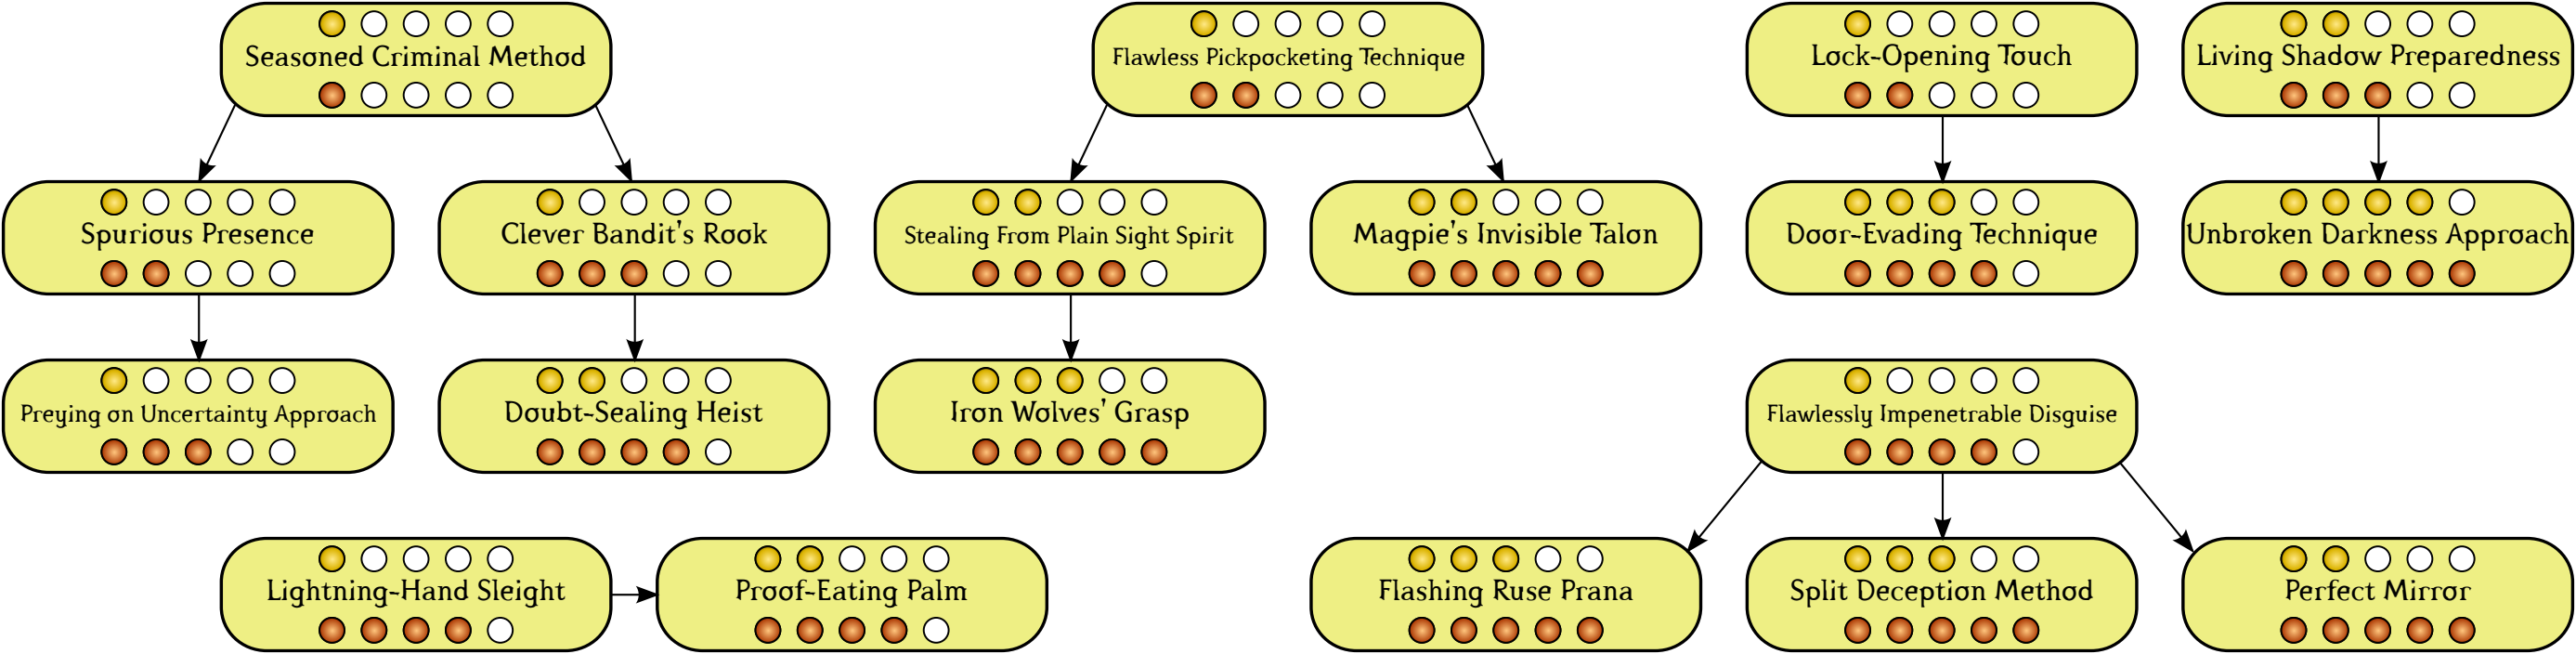 Seasoned Criminal Method
Flawless Pickpocketing Technique
Lock-Opening Touch
Living Shadow Preparedness
Spurious Presence
Clever Bandit's Rook
Stealing From Plain Sight Spirit
Magpie's Invisible Talon
Door-Evading Technique
Unbroken Darkness Approach
Preying on Uncertainty Approach
Doubt-Sealing Heist
Iron Wolves' Grasp
Flawlessly Impenetrable Disguise
Lightning-Hand Sleight
Proof-Eating Palm
Flashing Ruse Prana
Split Deception Method
Perfect Mirror